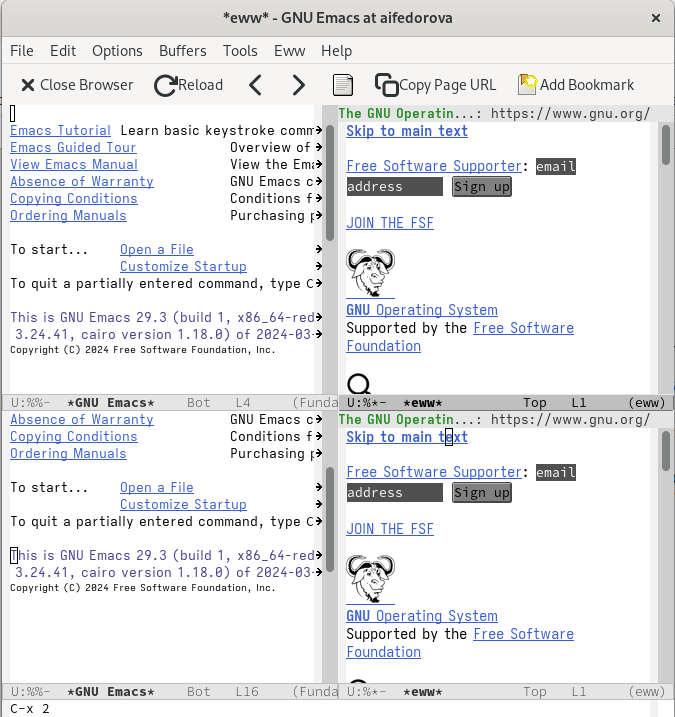 *eww* - GNU Emacs at aifedorova
File Edit Options Buffers Tools Eww Help
Close Browser Reload Copy Page URL Add Bookmark
Emacs Tutorial Learn basic keystroke comm
Emacs Guided Tour Overview of
View Emacs Manual View the Ema
Absence of Warranty GNU Emacs c
Copying Conditions Conditions f
Ordering Manuals Purchasing p
To start... Open a File
Customize Startup
To quit a partially entered command, type C
This is GNU Emacs 29.3 (build 1, x86_64-red
3.24.41, cairo version 1.18.0) of 2024-03-
Copyright (C) 2024 Free Software Foundation, Inc.
U:%%- *GNU Emacs* Bot L4 (Funda
The GNU Operatin...: https://www.gnu.org/
Skip to main text
Free Software Supporter: email
address Sign up
JOIN THE FSF
GNU Operating System
Supported by the Free Software
Foundation
U:%*- *eww* Top L1 (eww)
Absence of Warranty GNU Emacs c
Copying Conditions Conditions f
Ordering Manuals Purchasing p
To start... Open a File
Customize Startup
To quit a partially entered command, type C
This is GNU Emacs 29.3 (build 1, x86_64-red
3.24.41, cairo version 1.18.0) of 2024-03-
Copyright (C) 2024 Free Software Foundation, Inc.
U:%%- *GNU Emacs* Bot L16 (Funda
The GNU Operatin...: https://www.gnu.org/
Skip to main text
Free Software Supporter: email
address Sign up
JOIN THE FSF
GNU Operating System
Supported by the Free Software
Foundation
U:%*- *eww* Top L1 (eww)
C-x 2